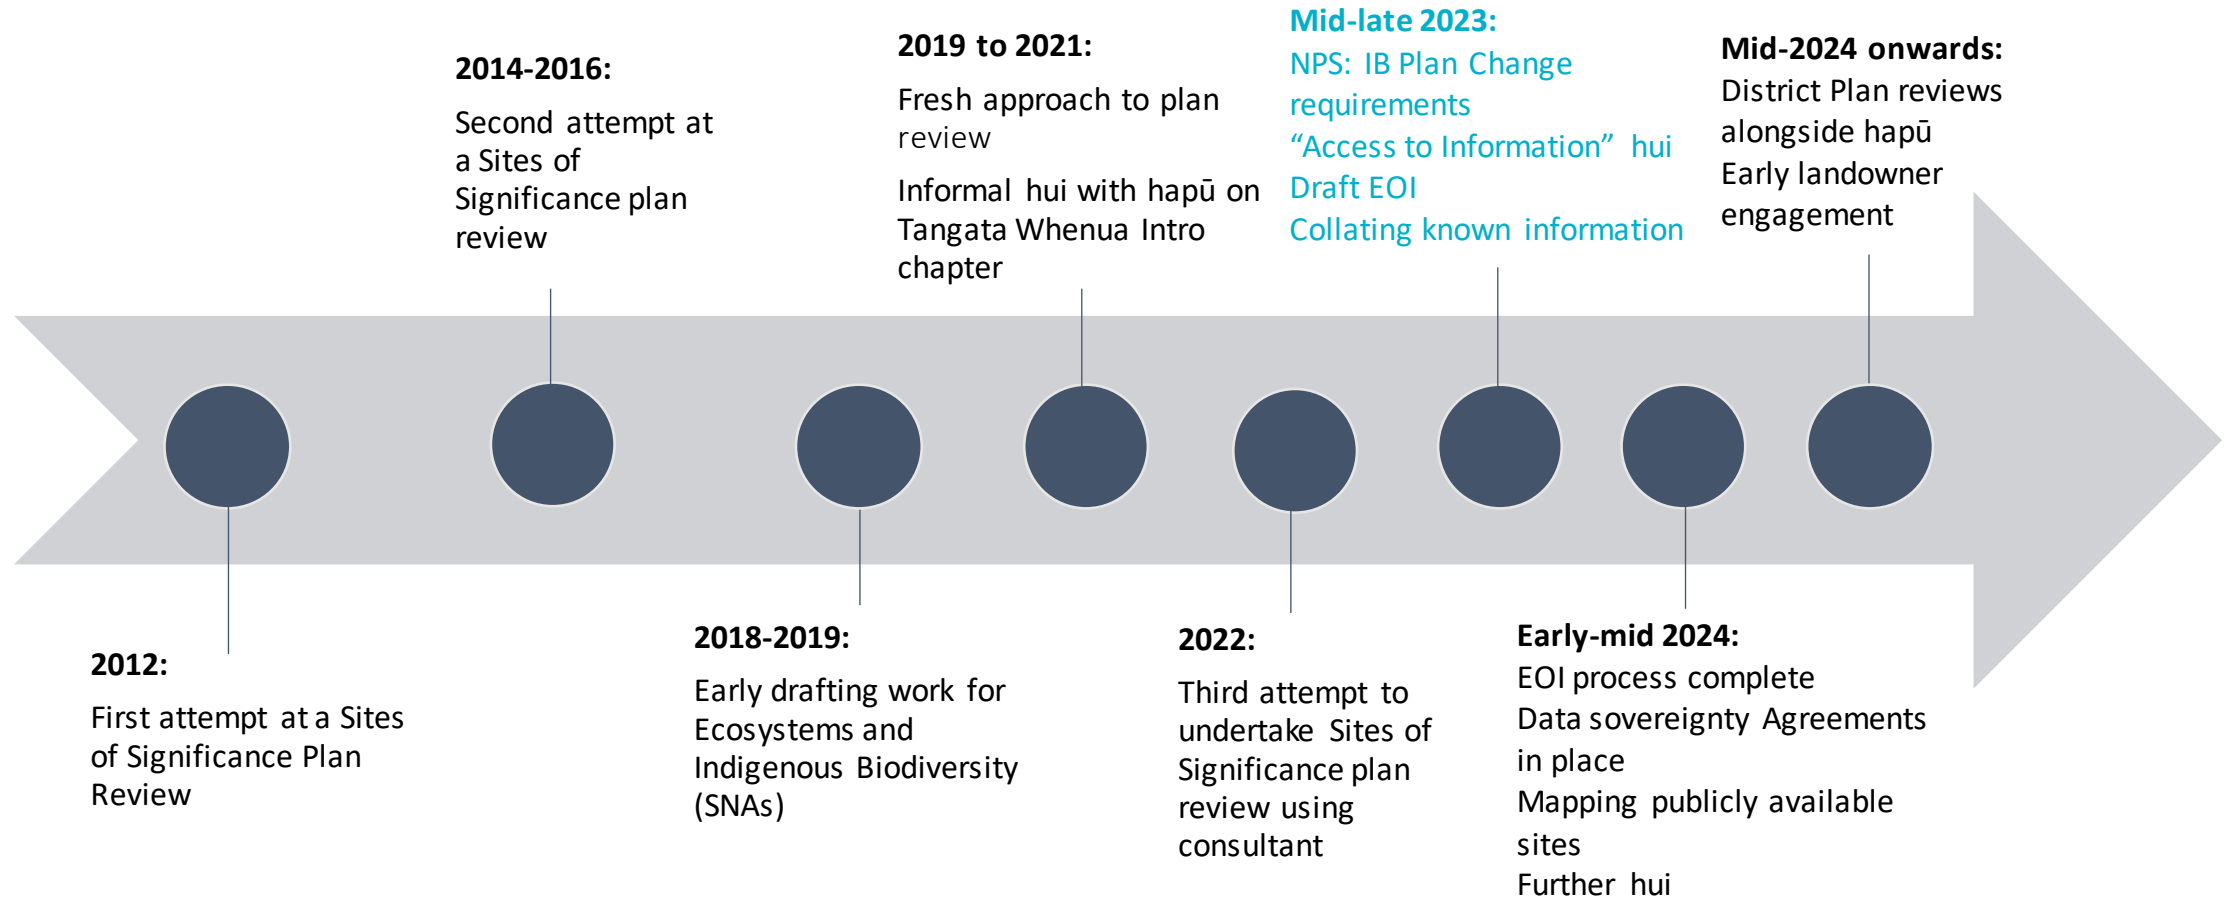 2012:
First attempt at a Sites
of Significance Plan
Review
2014-2016:
Second attempt at
a Sites of
Significance plan
review
2018-2019:
Early drafting work for
Ecosystems and
Indigenous Biodiversity
(SNAs)
2019 to 2021:
Fresh approach to plan
review
Informal hui with hapū on
Tangata Whenua Intro
chapter
2022:
Third attempt to
undertake Sites of
Significance plan
review using
consultant
Mid-late 2023:
NPS: IB Plan Change
requirements
“Access to Information” hui
Draft EOI
Collating known information
Early-mid 2024:
EOI process complete
Data sovereignty Agreements
in place
Mapping publicly available
sites
Further hui
Mid-2024 onwards:
District Plan reviews
alongside hapū
Early landowner
engagement